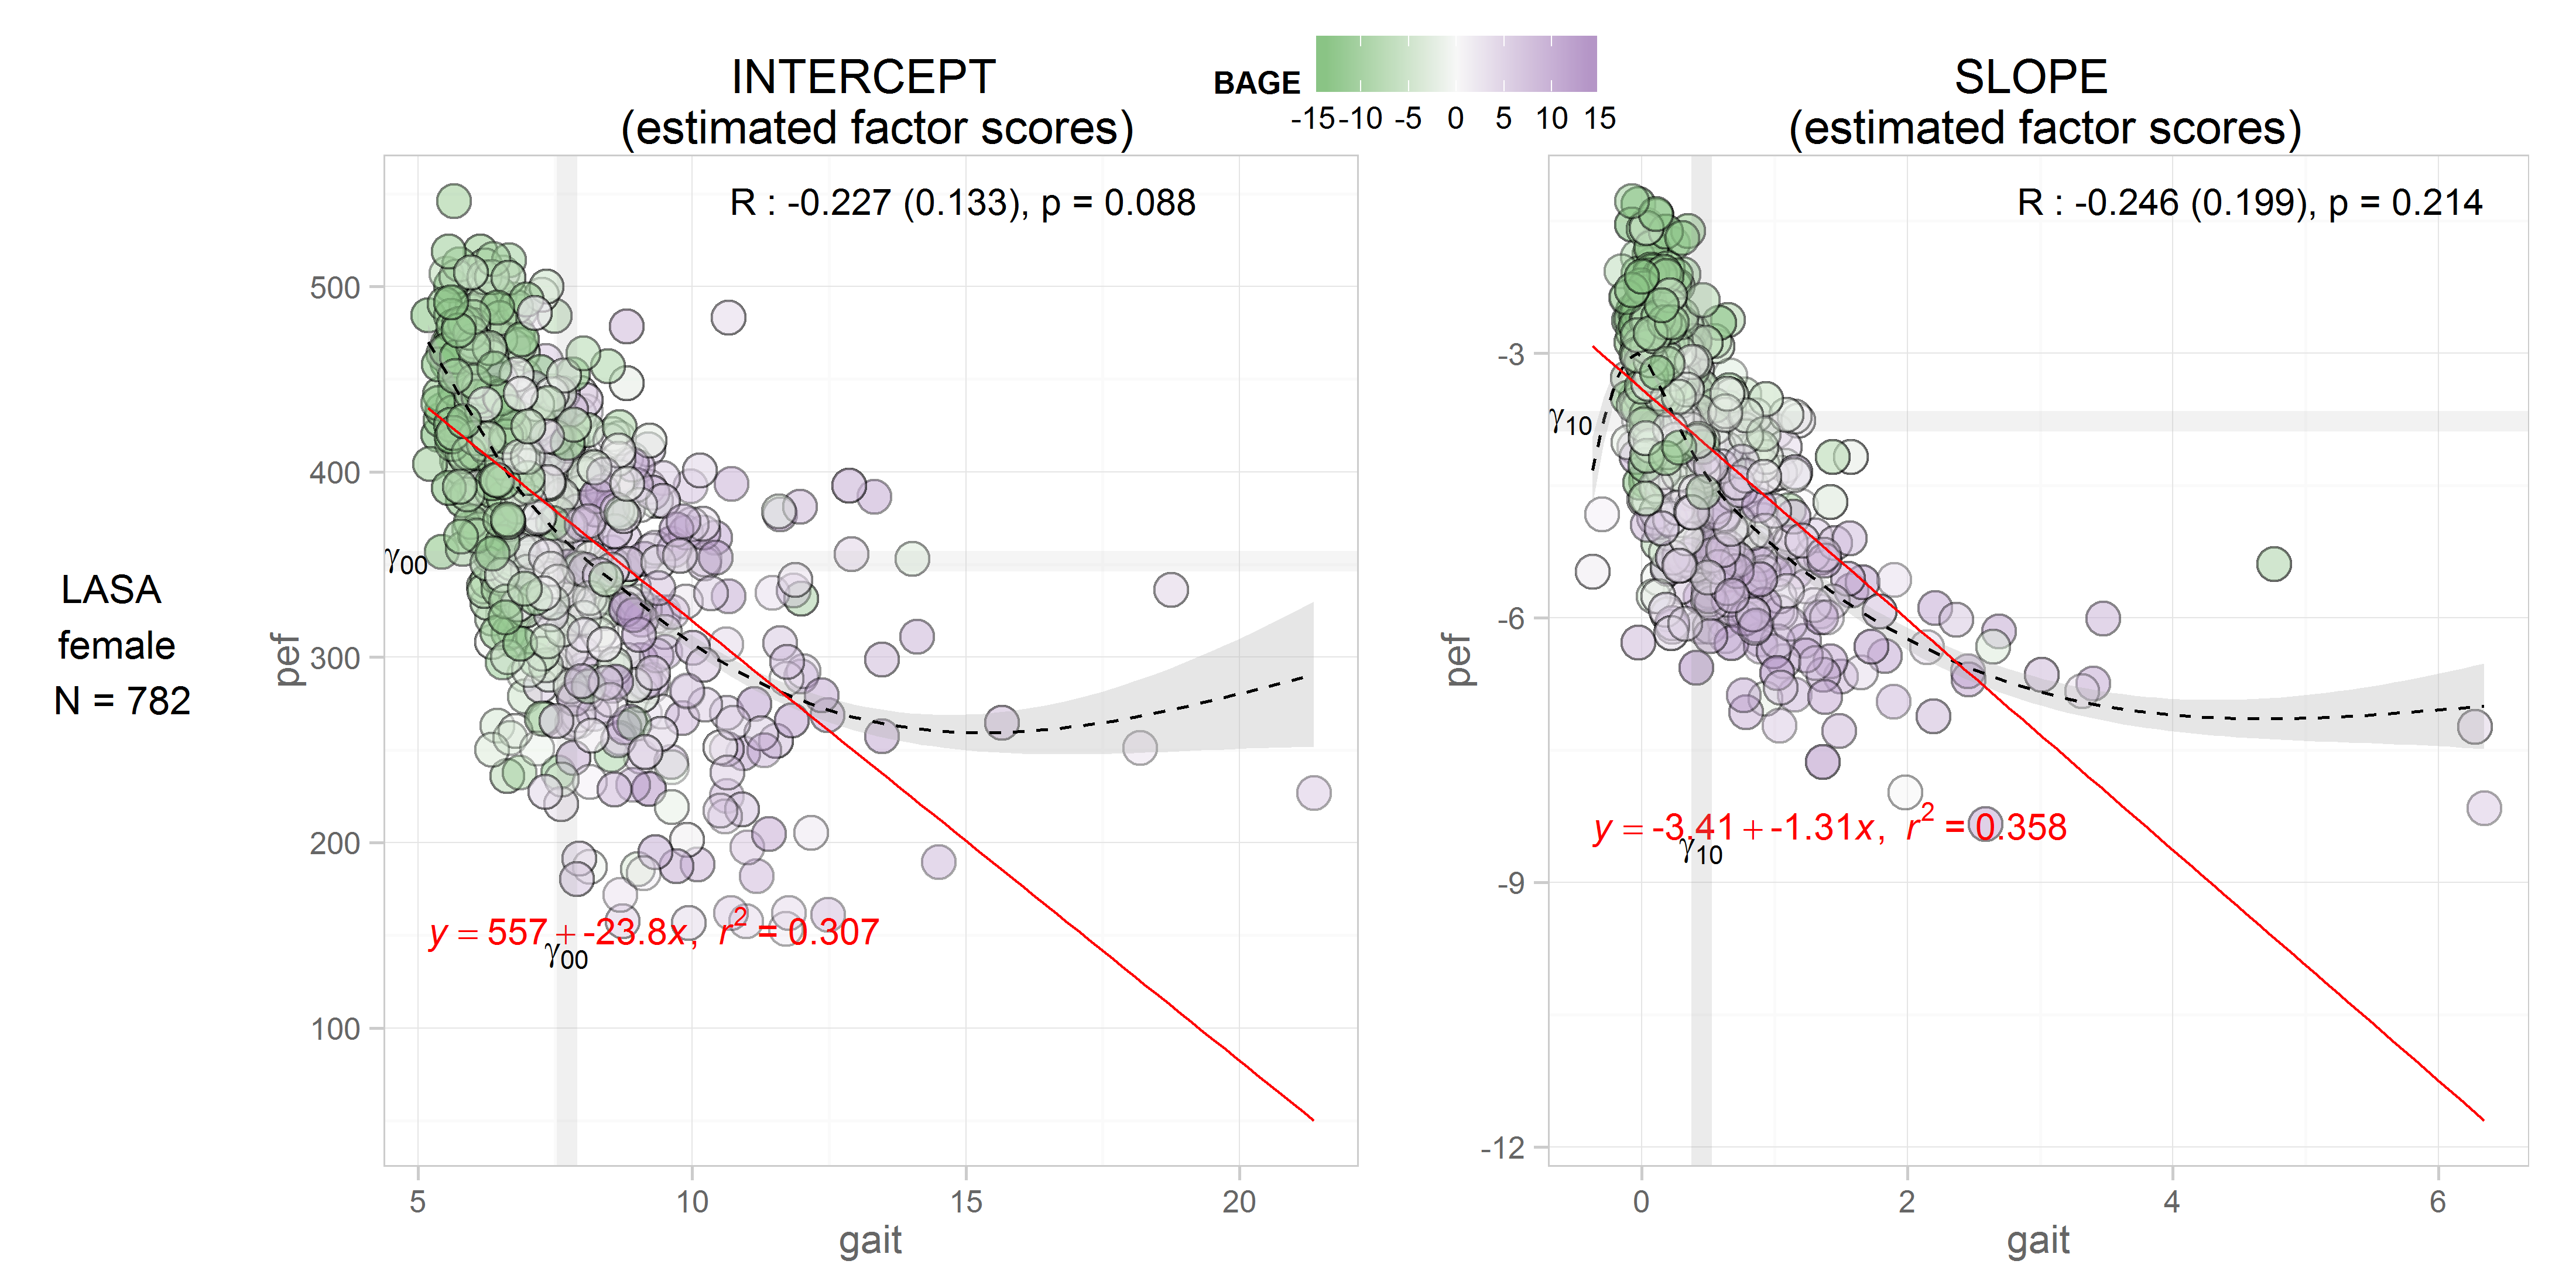 BAGE
-15 -10 -5 0 5 10 15
INTERCEPT
(estimated factor scores)
SLOPE
(estimated factor scores)
LASA
female
N = 782
R : -0.227 (0.133), p = 0.088
pef
500
400
300
200
100
γ00
y = 557 + -23.8x, r² = 0.307
γ00
5 10 15 20
gait
R : -0.246 (0.199), p = 0.214
pef
-3
-6
-9
-12
γ10
y = -3.41 + -1.31x, r² = 0.358
γ10
0 2 4 6
gait